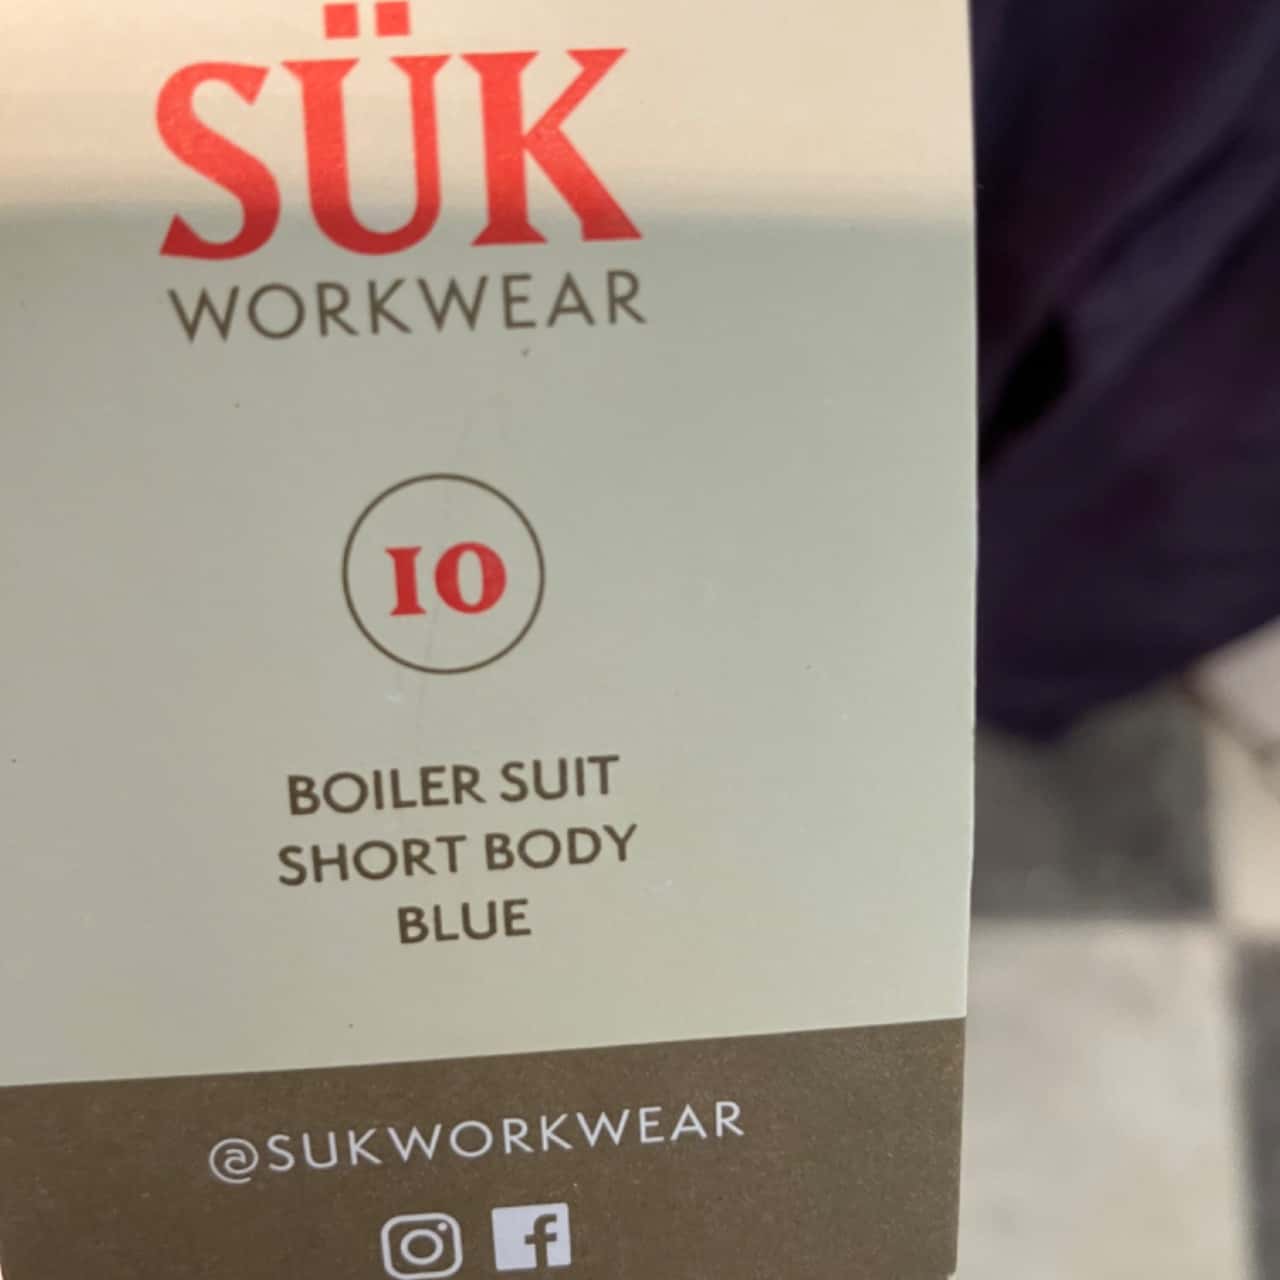 SÜK
WORKWEAR
10
BOILER SUIT
SHORT BODY
BLUE
@SUKWORKWEAR